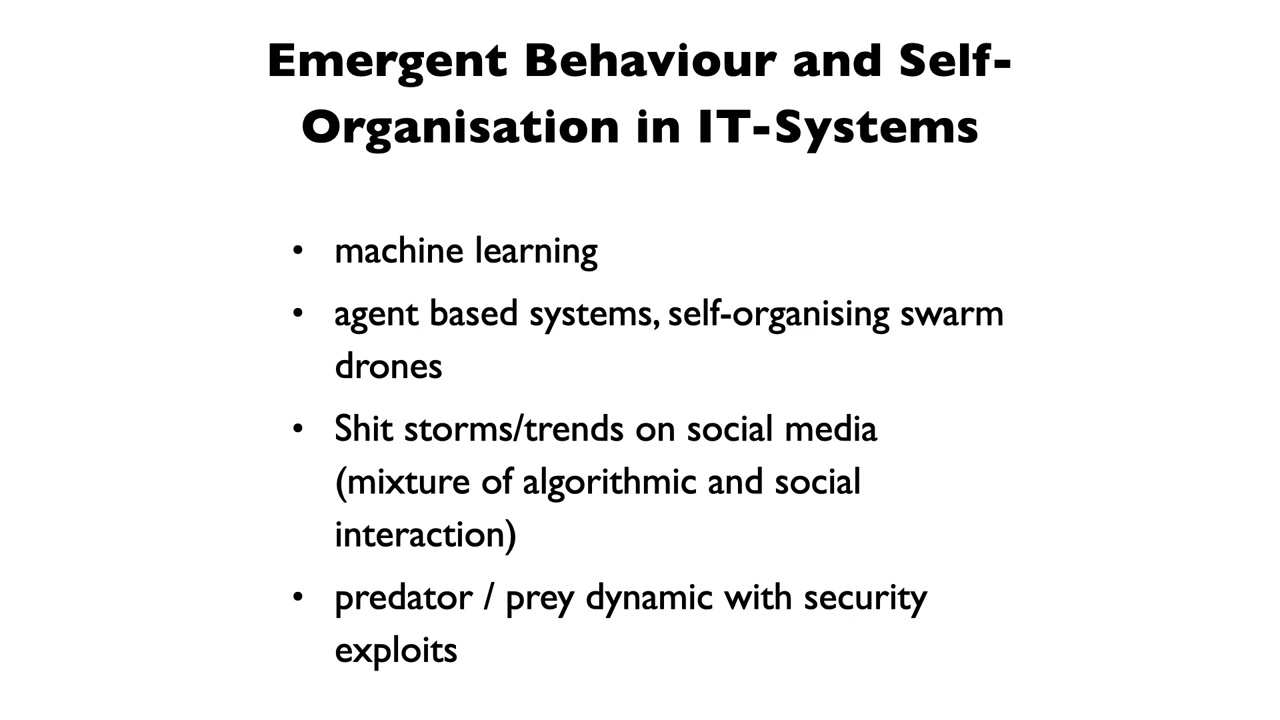 Emergent Behaviour and Self-
Organisation in IT-Systems
• machine learning
• agent based systems, self-organising swarm
drones
• Shit storms/trends on social media
(mixture of algorithmic and social
interaction)
• predator / prey dynamic with security
exploits